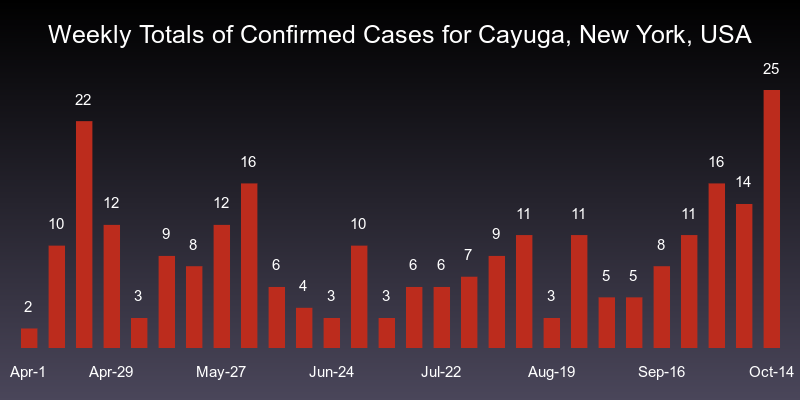 Weekly Totals of Confirmed Cases for Cayuga, New York, USA
2 10 22 12 3 9 8 12 16 6 4 3 10 3 6 6 7 9 11 3 11 5 5 8 11 16 14 25
Apr-1 Apr-29 May-27 Jun-24 Jul-22 Aug-19 Sep-16 Oct-14